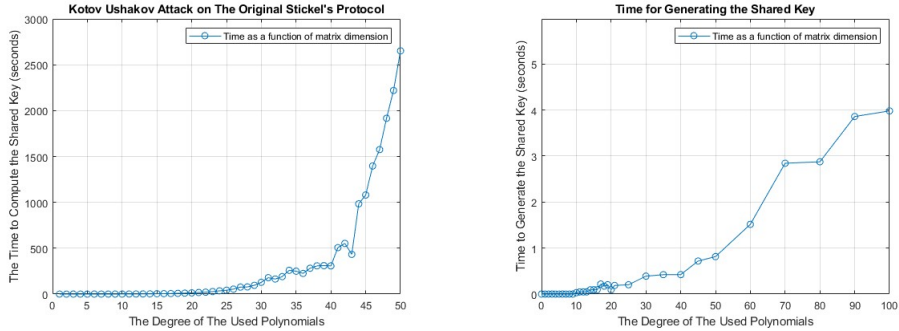 Kotov Ushakov Attack on The Original Stickel's Protocol
Time as a function of matrix dimension
The Time to Compute the Shared Key (seconds)
3000
2500
2000
1500
1000
500
0
0 5 10 15 20 25 30 35 40 45 50
The Degree of The Used Polynomials
Time for Generating the Shared Key
Time as a function of matrix dimension
Time to Generate the Shared Key (seconds)
5
4
3
2
1
0
0 10 20 30 40 50 60 70 80 90 100
The Degree of The Used Polynomials